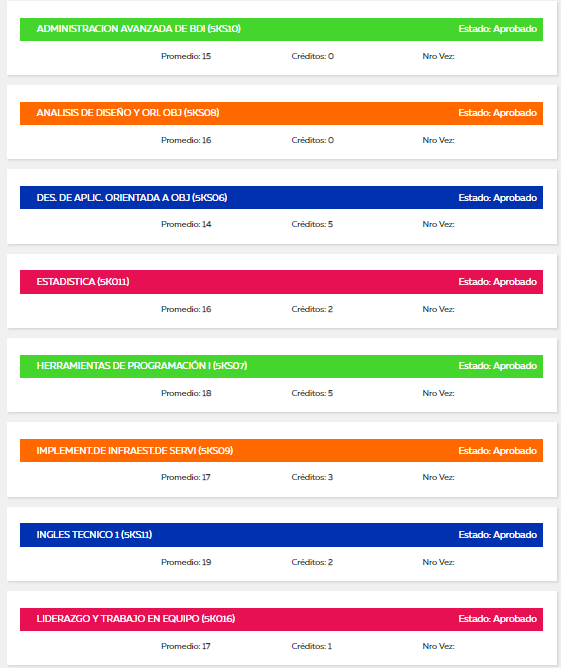 ADMINISTRACION AVANZADA DE BDI (5KS10) Estado: Aprobado
Promedio: 15 Créditos: 0 Nro Vez:
ANALISIS DE DISEÑO Y ORI. OBJ (5KS08) Estado: Aprobado
Promedio: 16 Créditos: 0 Nro Vez:
DES. DE APLIC. ORIENTADA A OBJ (5KS06) Estado: Aprobado
Promedio: 14 Créditos: 5 Nro Vez:
ESTADISTICA (5K011) Estado: Aprobado
Promedio: 16 Créditos: 2 Nro Vez:
HERRAMIENTAS DE PROGRAMACIÓN I (5KS07) Estado: Aprobado
Promedio: 18 Créditos: 5 Nro Vez:
IMPLEMENT.DE INFRAEST.DE SERVI (5KS09) Estado: Aprobado
Promedio: 17 Créditos: 3 Nro Vez:
INGLES TECNICO 1 (5KS11) Estado: Aprobado
Promedio: 19 Créditos: 2 Nro Vez:
LIDERAZGO Y TRABAJO EN EQUIPO (5K016) Estado: Aprobado
Promedio: 17 Créditos: 1 Nro Vez: